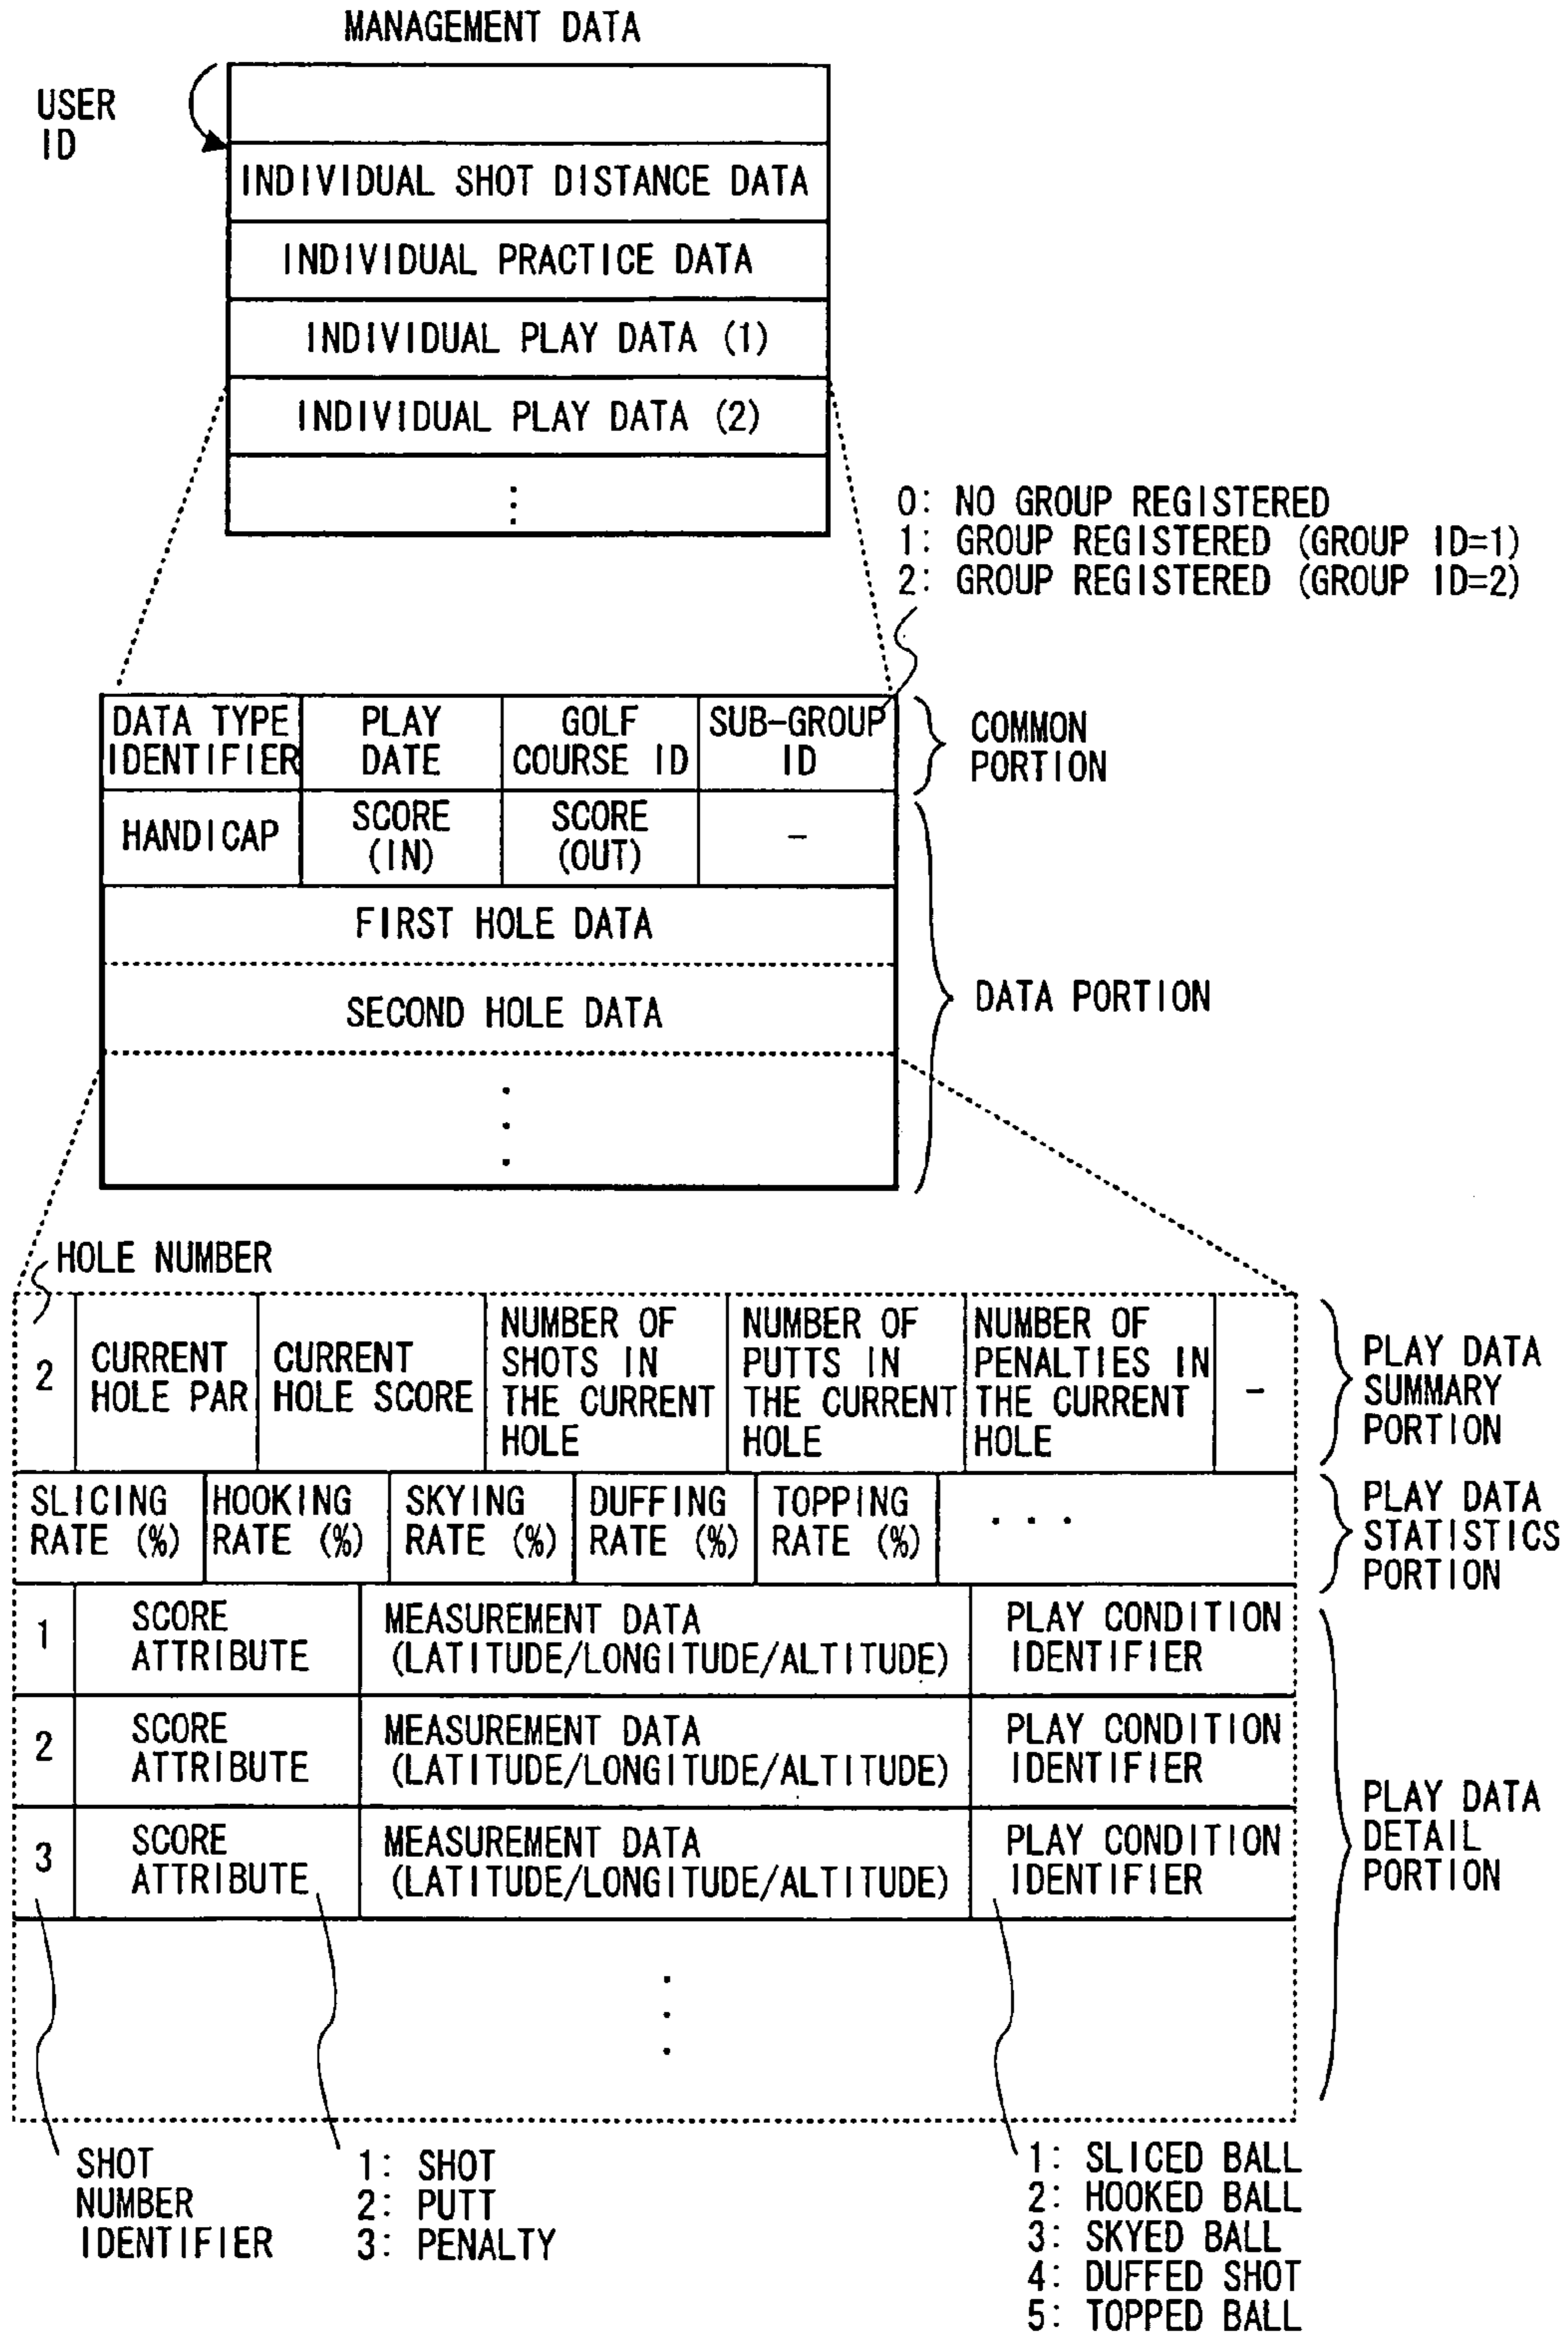 MANAGEMENT DATA
USER
ID
INDIVIDUAL SHOT DISTANCE DATA
INDIVIDUAL PRACTICE DATA
INDIVIDUAL PLAY DATA (1)
INDIVIDUAL PLAY DATA (2)
0: NO GROUP REGISTERED
1: GROUP REGISTERED (GROUP ID=1)
2: GROUP REGISTERED (GROUP ID=2)
DATA TYPE
IDENTIFIER
PLAY
DATE
GOLF
COURSE ID
SUB-GROUP
ID
COMMON
PORTION
HANDICAP
SCORE
(IN)
SCORE
(OUT)
-
FIRST HOLE DATA
SECOND HOLE DATA
DATA PORTION
HOLE NUMBER
2
CURRENT
HOLE PAR
CURRENT
HOLE SCORE
NUMBER OF
SHOTS IN
THE CURRENT
HOLE
NUMBER OF
PUTTS IN
THE CURRENT
HOLE
NUMBER OF
PENALTIES IN
THE CURRENT
HOLE
-
PLAY DATA
SUMMARY
PORTION
SLICING
RATE (%)
HOOKING
RATE (%)
SKYING
RATE (%)
DUFFING
RATE (%)
TOPPING
RATE (%)
. . .
PLAY DATA
STATISTICS
PORTION
1
SCORE
ATTRIBUTE
MEASUREMENT DATA
(LATITUDE/LONGITUDE/ALTITUDE)
PLAY CONDITION
IDENTIFIER
2
SCORE
ATTRIBUTE
MEASUREMENT DATA
(LATITUDE/LONGITUDE/ALTITUDE)
PLAY CONDITION
IDENTIFIER
3
SCORE
ATTRIBUTE
MEASUREMENT DATA
(LATITUDE/LONGITUDE/ALTITUDE)
PLAY CONDITION
IDENTIFIER
PLAY DATA
DETAIL
PORTION
SHOT
NUMBER
IDENTIFIER
1: SHOT
2: PUTT
3: PENALTY
1: SLICED BALL
2: HOOKED BALL
3: SKYED BALL
4: DUFFED SHOT
5: TOPPED BALL